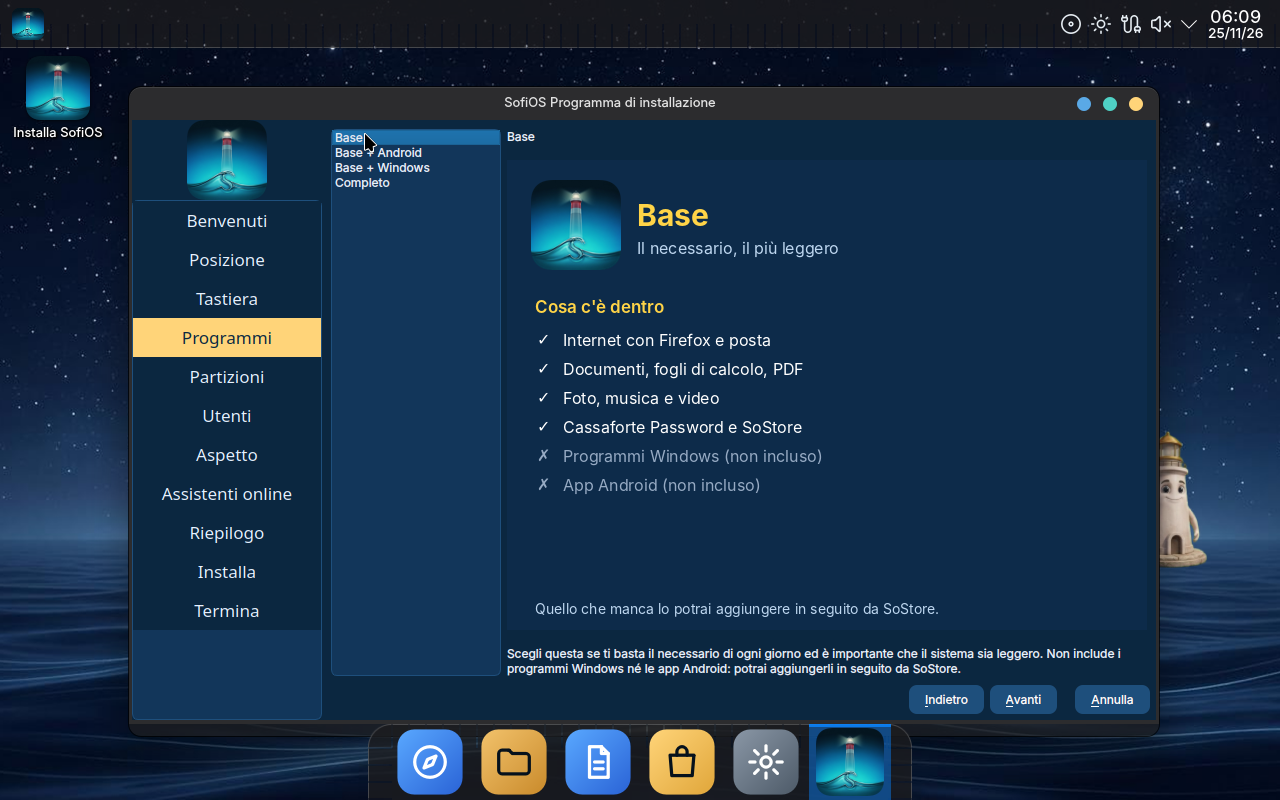 06:09
25/11/26
Installa SofiOS
SofiOS Programma di installazione
Benvenuti
Posizione
Tastiera
Programmi
Partizioni
Utenti
Aspetto
Assistenti online
Riepilogo
Installa
Termina
Base
Base + Android
Base + Windows
Completo
Base
Base
Il necessario, il più leggero
Cosa c'è dentro
✓ Internet con Firefox e posta
✓ Documenti, fogli di calcolo, PDF
✓ Foto, musica e video
✓ Cassaforte Password e SoStore
✗ Programmi Windows (non incluso)
✗ App Android (non incluso)
Quello che manca lo potrai aggiungere in seguito da SoStore.
Scegli questa se ti basta il necessario di ogni giorno ed è importante che il sistema sia leggero. Non include i
programmi Windows né le app Android: potrai aggiungerli in seguito da SoStore.
Indietro
Avanti
Annulla